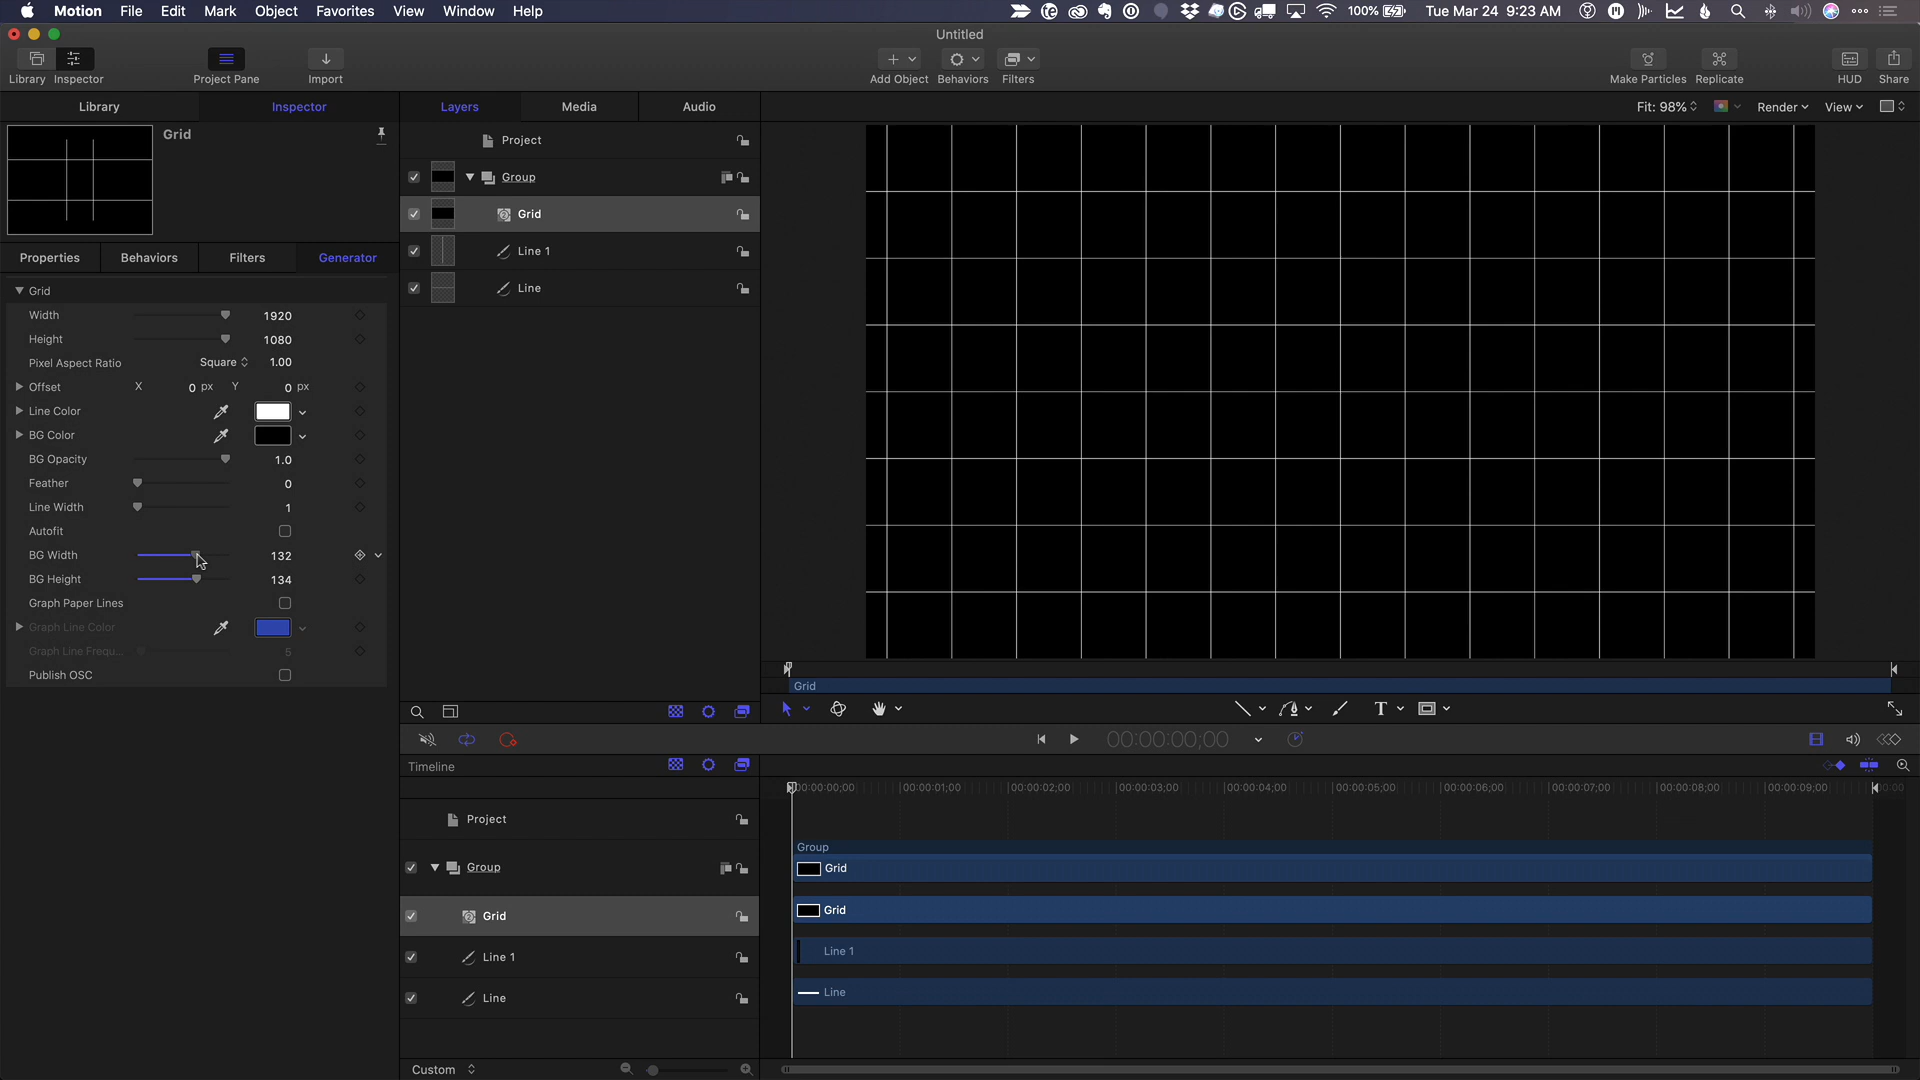 Motion File Edit Mark Object Favorites View Window Help 100% Tue Mar 24 9:23 AM
Untitled
Library Inspector Project Pane Import Add Object Behaviors Filters Make Particles Replicate HUD Share
Library Inspector Layers Media Audio Fit: 98% Render View
Grid
Project
Group
Grid
Line 1
Line
Properties Behaviors Filters Generator
Grid
Width 1920
Height 1080
Pixel Aspect Ratio Square 1.00
Offset X 0 px Y 0 px
Line Color
BG Color
BG Opacity 1.0
Feather 0
Line Width 1
Autofit
BG Width 132
BG Height 134
Graph Paper Lines
Graph Line Color
Graph Line Frequ... 5
Publish OSC
Grid
T
00:00:00;00
Timeline
00:00:00;00 00:00:01;00 00:00:02;00 00:00:03;00 00:00:04;00 00:00:05;00 00:00:06;00 00:00:07;00 00:00:08;00 00:00:09;00
Project
Group
Group Grid
Grid Grid
Line 1 Line 1
Line Line
Custom